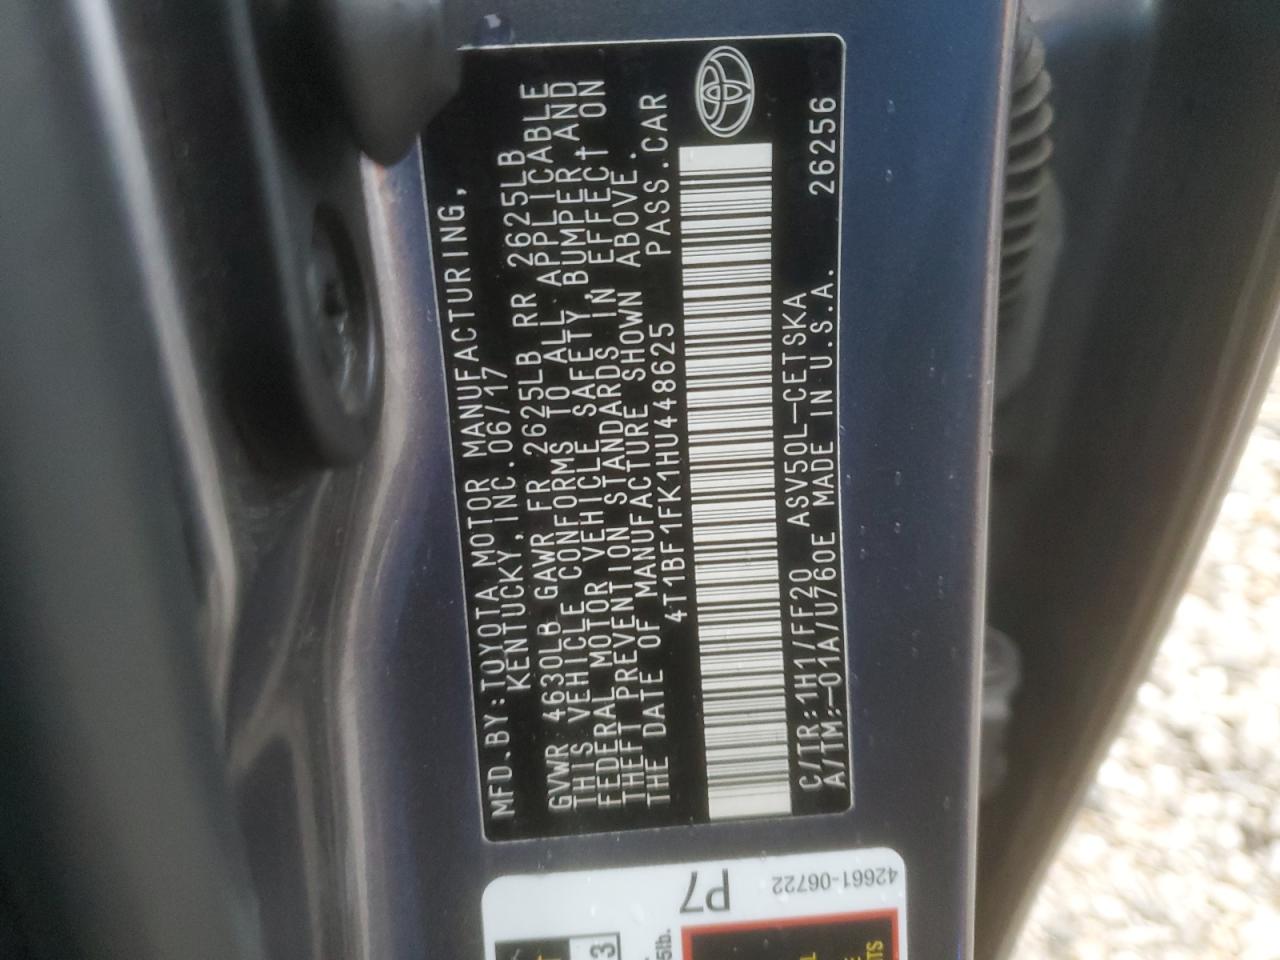 MFD.BY:TOYOTA MOTOR MANUFACTURING,
KENTUCKY,INC.06/17
GVWR 4630LB GAWR FR 2625LB RR 2625LB
THIS VEHICLE CONFORMS TO ALL APPLICABLE
FEDERAL MOTOR VEHICLE SAFETY,BUMPER,AND
THEFT PREVENTION STANDARDS IN EFFECT ON
THE DATE OF MANUFACTURE SHOWN ABOVE.
4T1BF1FK1HU448625 PASS.CAR
C/TR:1H1/FF20 ASV50L-CETSKA
A/TM:-01A/U760E MADE IN U.S.A. 26256
42661-06722
P7